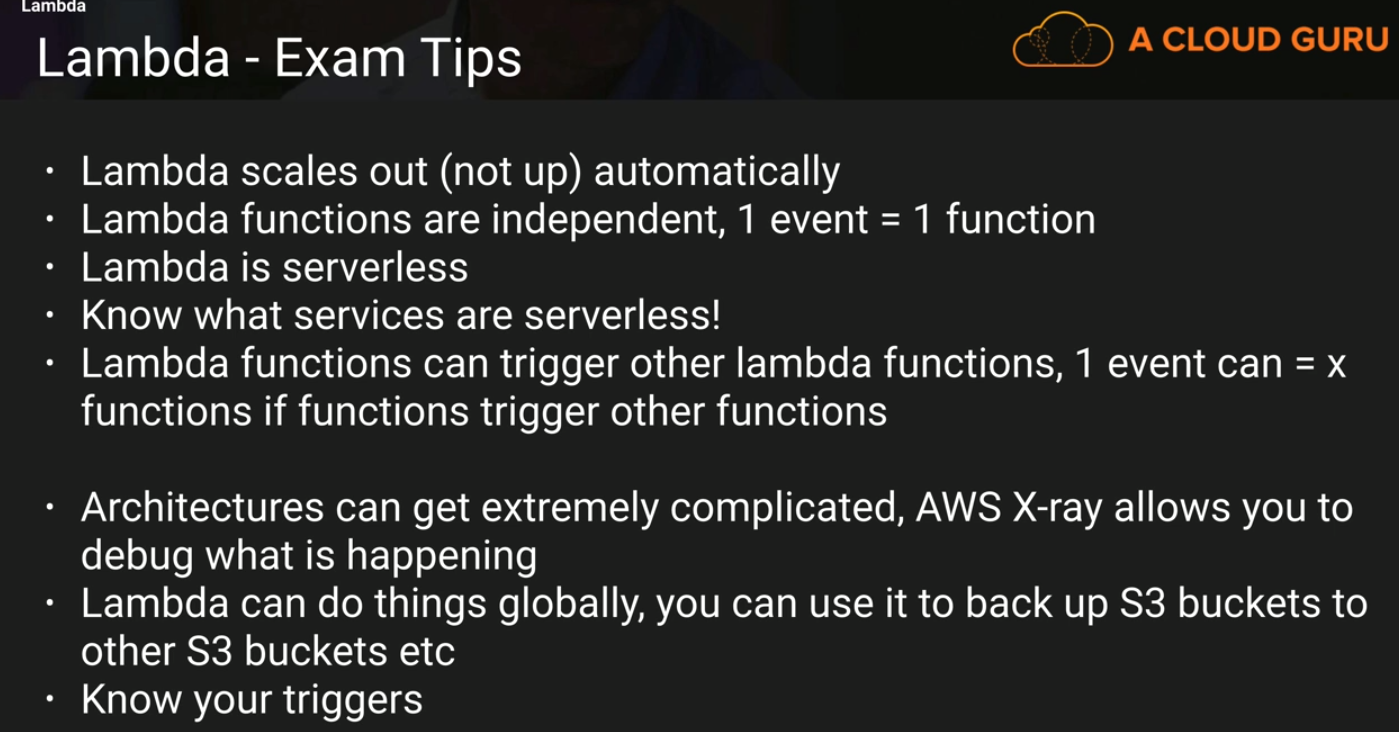 Lambda
Lambda - Exam Tips
A CLOUD GURU
· Lambda scales out (not up) automatically
· Lambda functions are independent, 1 event = 1 function
· Lambda is serverless
· Know what services are serverless!
· Lambda functions can trigger other lambda functions, 1 event can = x
functions if functions trigger other functions
· Architectures can get extremely complicated, AWS X-ray allows you to
debug what is happening
· Lambda can do things globally, you can use it to back up S3 buckets to
other S3 buckets etc
· Know your triggers